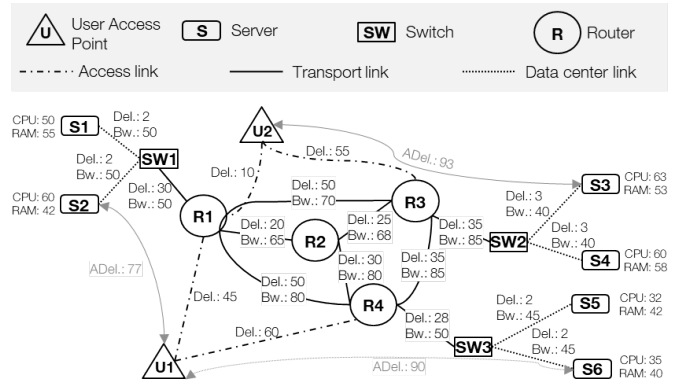 U
User Access
Point
S
Server
SW
Switch
R
Router
Access link
Transport link
Data center link
CPU: 50
RAM: 55
S1
Del.: 2
Bw.: 50
U2
Del.: 55
ADel.: 93
Del.: 2
Bw.: 50
SW1
Del.: 10
CPU: 60
RAM: 42
S2
Del.: 30
Bw.: 50
R1
Del.: 50
Bw.: 70
R3
Del.: 3
Bw.: 40
S3
CPU: 63
RAM: 53
Del.: 20
Bw.: 65
R2
Del.: 25
Bw.: 68
Del.: 35
Bw.: 85
SW2
Del.: 3
Bw.: 40
S4
CPU: 60
RAM: 58
ADel.: 77
Del.: 30
Bw.: 80
Del.: 35
Bw.: 85
Del.: 45
Del.: 50
Bw.: 80
R4
Del.: 28
Bw.: 50
Del.: 2
Bw.: 45
S5
CPU: 32
RAM: 42
Del.: 60
SW3
Del.: 2
Bw.: 45
U1
ADel.: 90
S6
CPU: 35
RAM: 40